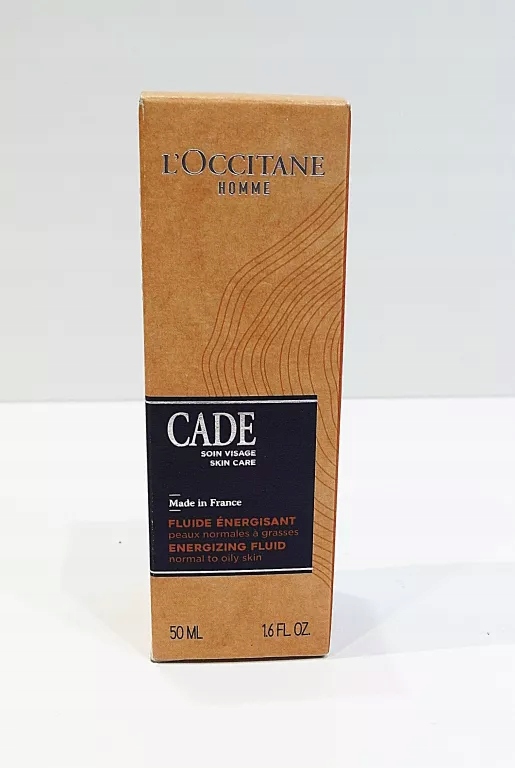 L'OCCITANE
HOMME
CADE
SOIN VISAGE
SKIN CARE
Made in France
FLUIDE ÉNERGISANT
peaux normales à grasses
ENERGIZING FLUID
normal to oily skin
50 ML 1.6 FL. OZ.